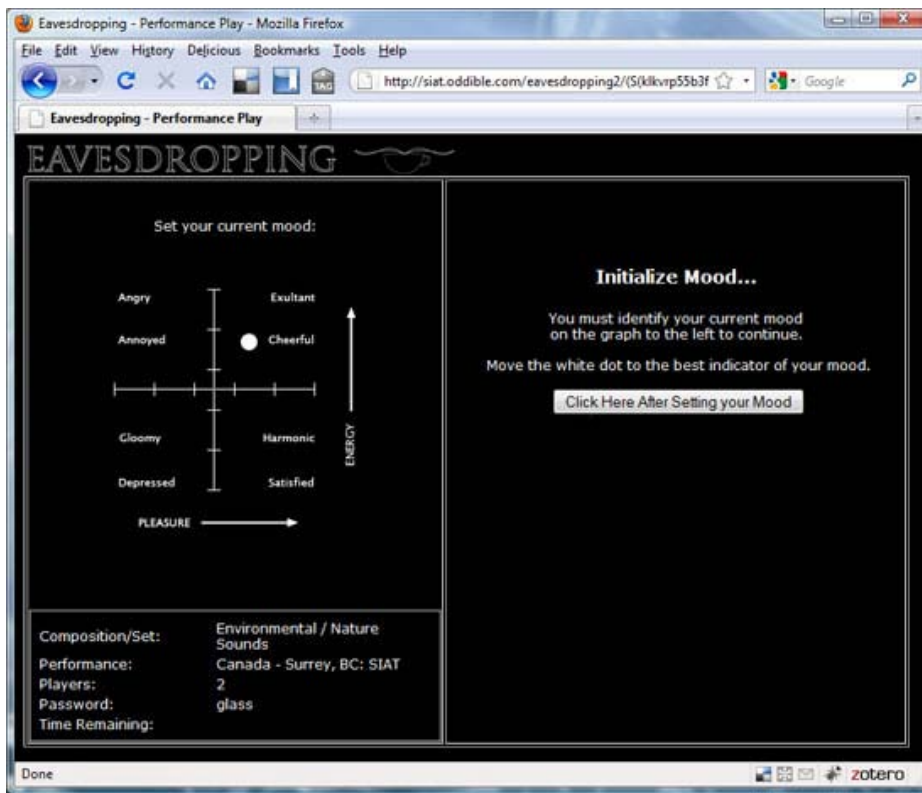 Eavesdropping - Performance Play - Mozilla Firefox
File Edit View History Delicious Bookmarks Tools Help
TAG
http://siat.oddible.com/eavesdropping2/(S(klkvrp55b3f
Google
Eavesdropping - Performance Play
EAVESDROPPING
Set your current mood:
Angry Exultant
Annoyed Cheerful
Gloomy Harmonic
Depressed Satisfied
ENERGY
PLEASURE
Initialize Mood...
You must identify your current mood
on the graph to the left to continue.
Move the white dot to the best indicator of your mood.
Click Here After Setting your Mood
Composition/Set: Environmental / Nature
Sounds
Performance: Canada - Surrey, BC: SIAT
Players: 2
Password: glass
Time Remaining:
Done
zotero